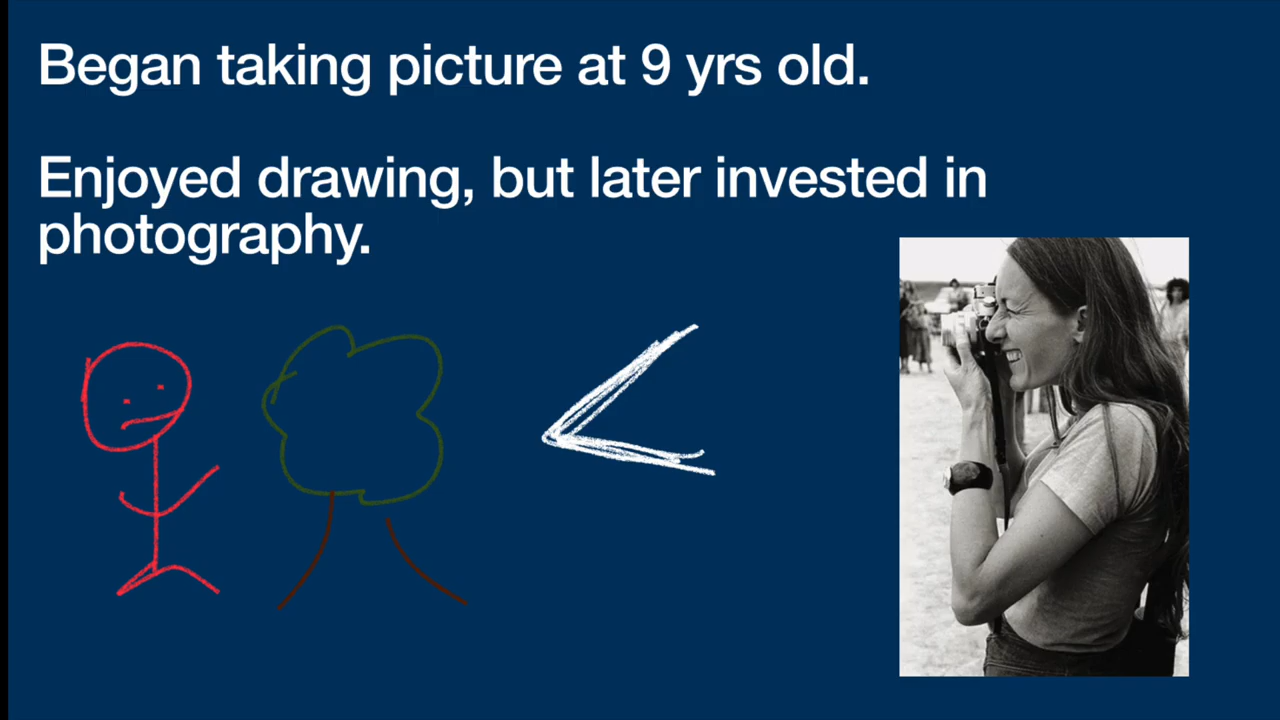 Began taking picture at 9 yrs old.
Enjoyed drawing, but later invested in
photography.